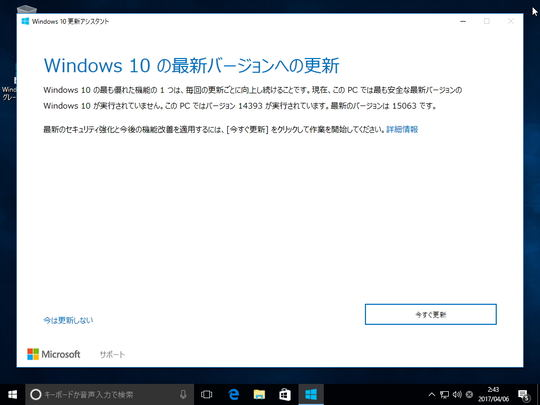 Windows 10 更新アシスタント
Windows 10 の最新バージョンへの更新
Windows 10 の最も優れた機能の 1 つは、毎回の更新ごとに向上し続けることです。現在、この PC では最も安全な最新バージョンの
Windows 10 が実行されていません。この PC ではバージョン 14393 が実行されています。最新のバージョンは 15063 です。
最新のセキュリティ強化と今後の機能改善を適用するには、[今すぐ更新] をクリックして作業を開始してください。詳細情報
今は更新しない
今すぐ更新
Microsoft
サポート
キーボードか音声入力で検索
2:43
2017/04/06